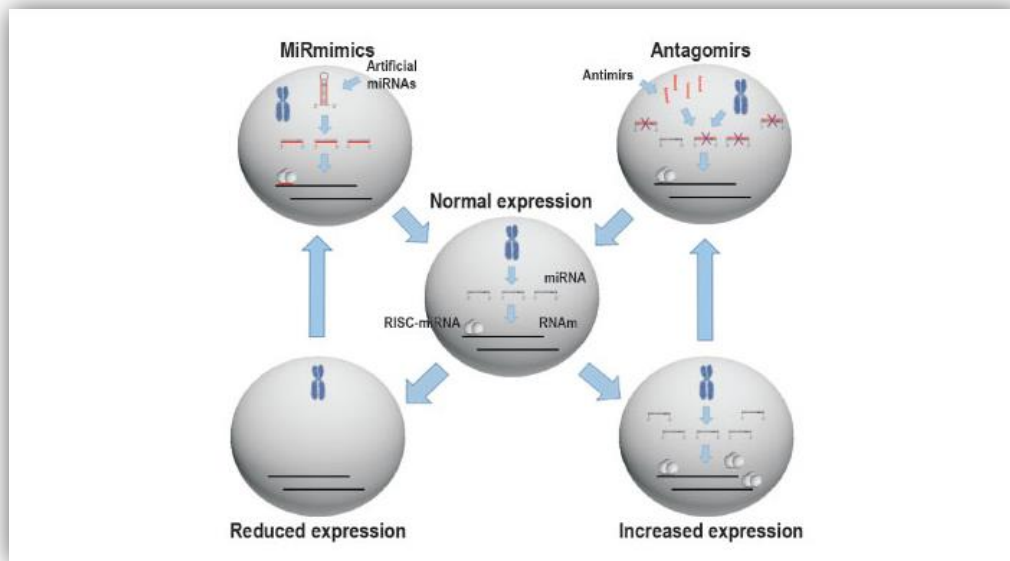 MiRmimics
Artificial
miRNAs
Antagomirs
Antimirs
Normal expression
miRNA
RISC-miRNA
RNAm
Reduced expression
Increased expression